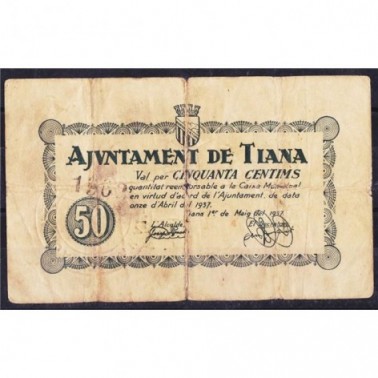 AJVNTAMENT DE TIANA
Val per CINQUANTA CENTIMS
quantitat reemborsable a la Caixa Municipal
en virtud d'acord de l'Ajuntament, de data
onze d'Abril del 1937.
Tiana 1er de Maig del 1937
L'Alcalde
50